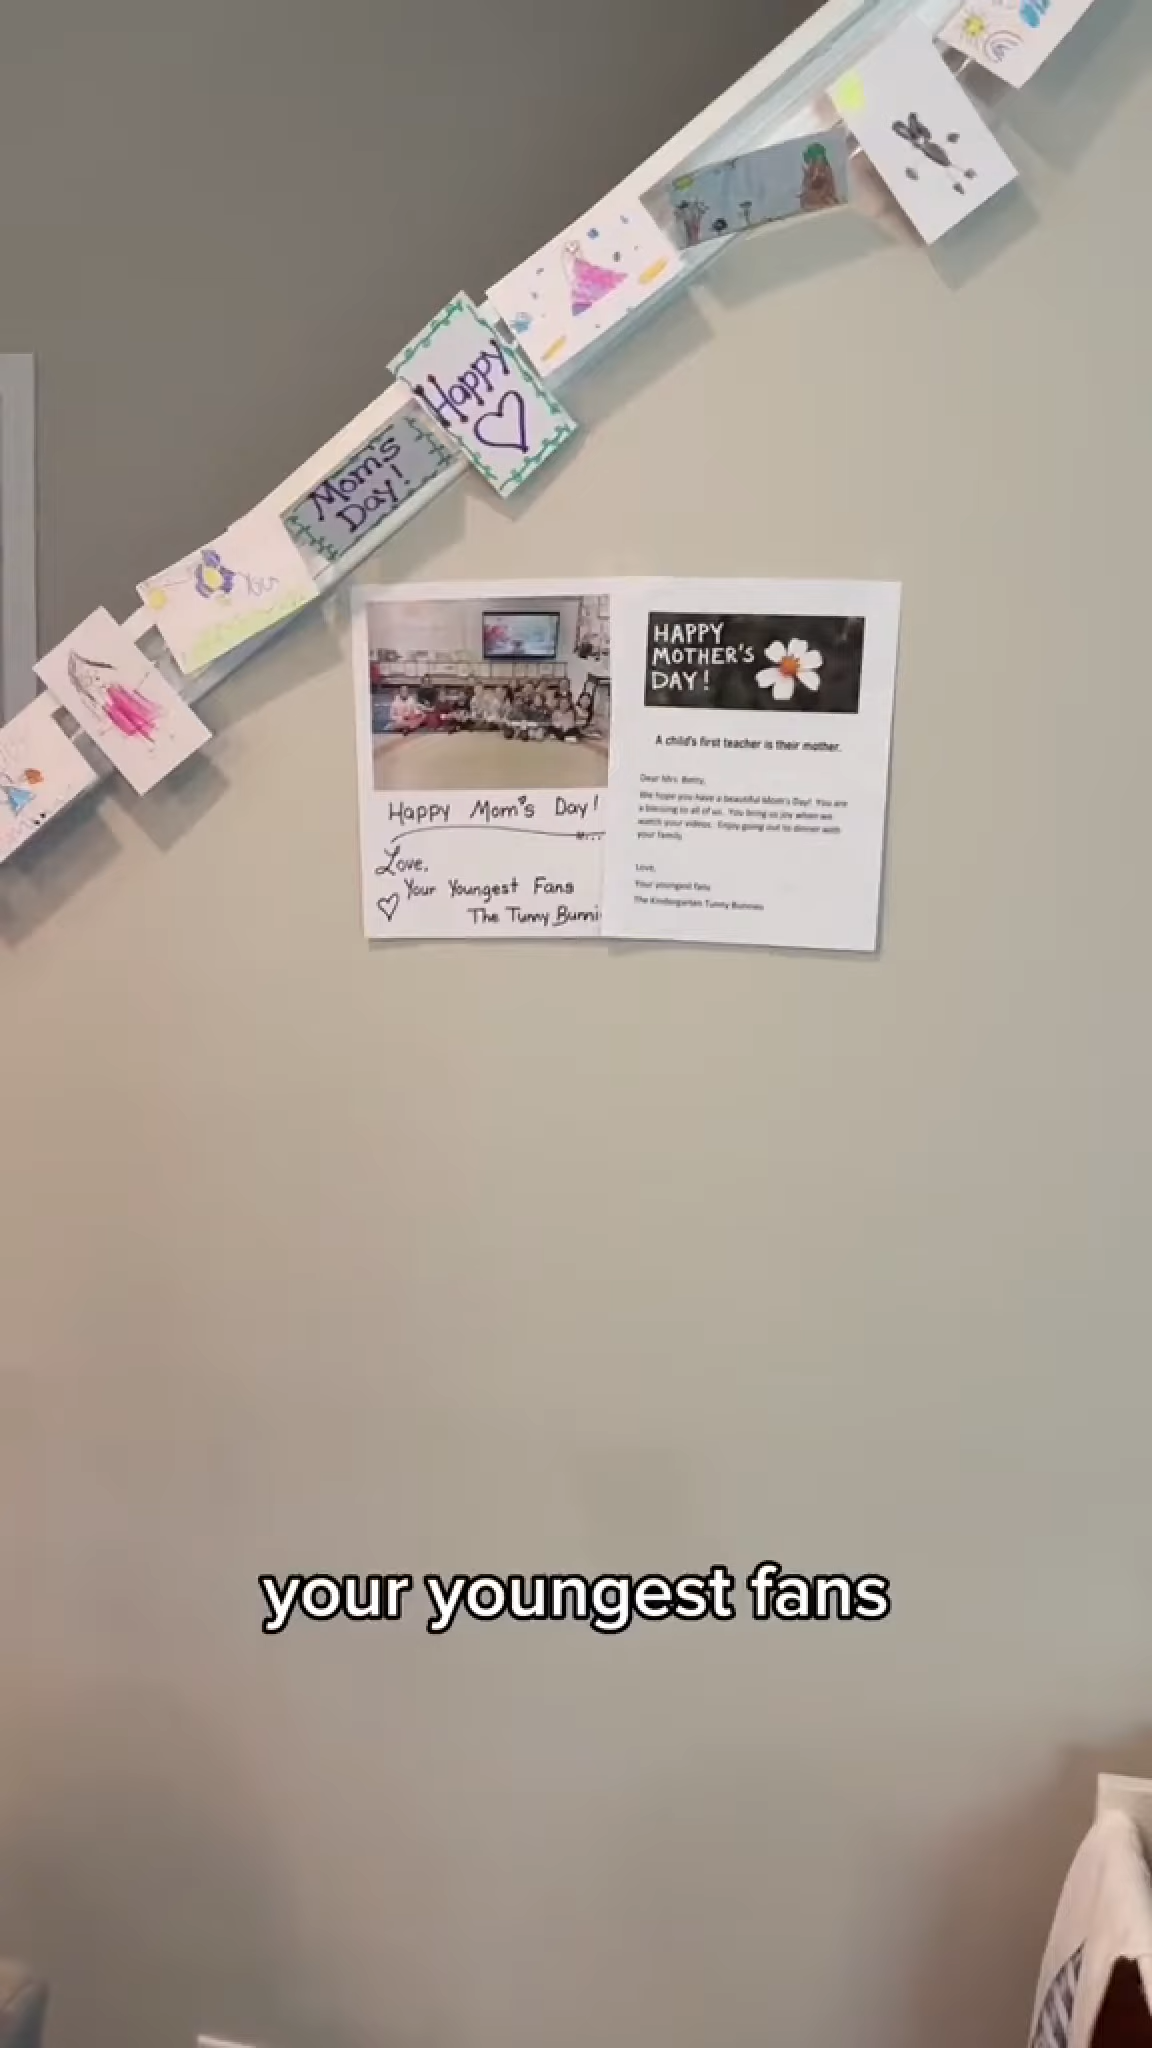 Happy
Mom's
Day!
You
Happy Mom's Day!
Love,
Your Youngest Fans
The Tunny Bunni
HAPPY
MOTHER'S
DAY!
A child's first teacher is their mother.
Dear Mrs. Betty,
We hope you have a beautiful Mom's Day! You are
a blessing to all of us. You bring us joy when we
watch your videos. Enjoy going out to dinner with
your family.
Love,
Your youngest fans
The Kindergarten Tunny Bunnies
your youngest fans